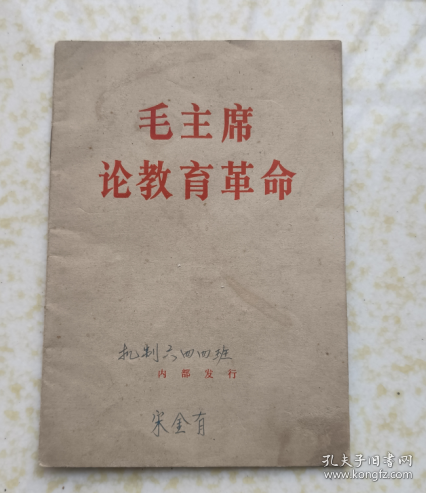 毛主席
论教育革命
机制六四四班
内部发行
宋金有
孔夫子旧书网
kongfz.com